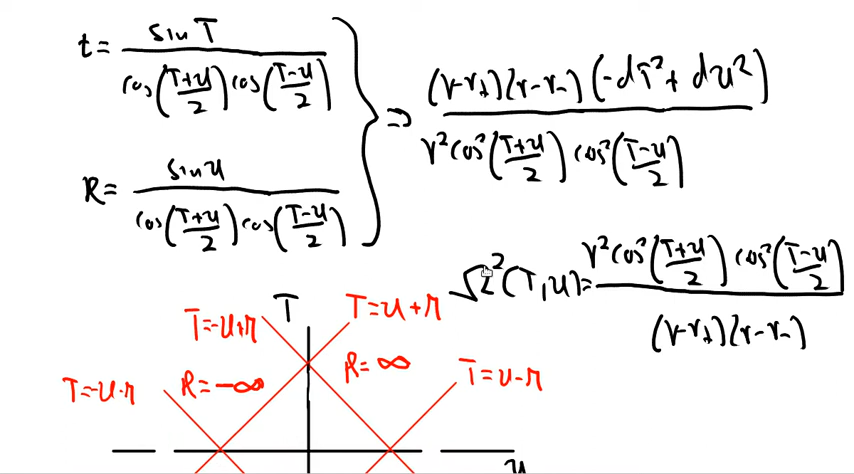 t = sin T / cos((T+u)/2) cos((T-u)/2)
R = sin u / cos((T+u)/2) cos((T-u)/2)
⇒ (r-r₊)(r-r₋)(-dT²+du²) / r² cos²((T+u)/2) cos²((T-u)/2)
Ω²(T,u) = r² cos²((T+u)/2) cos²((T-u)/2) / (r-r₊)(r-r₋)
T
T=-u+π
T=u+π
R=-∞
R=∞
T=-u-π
T=u-π
u